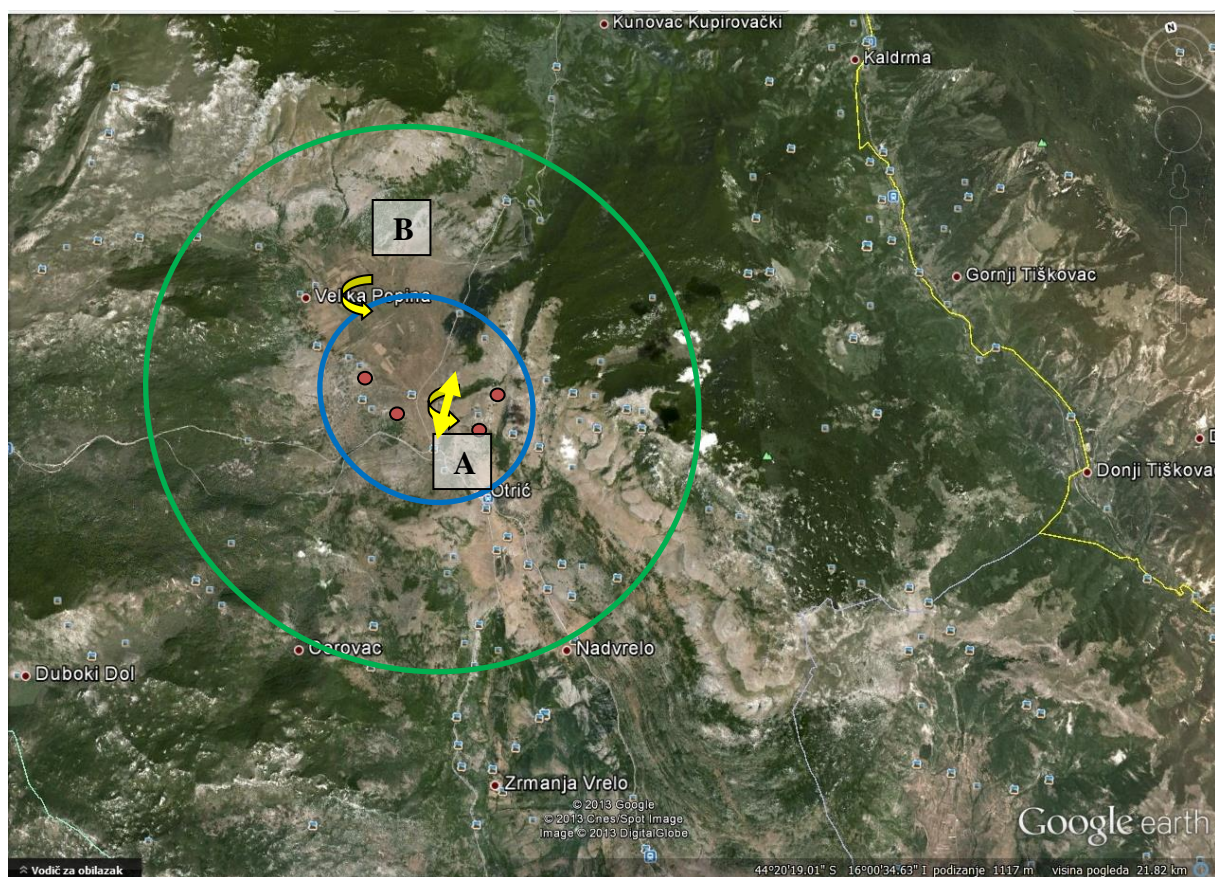 Kunovac Kupirovački
N
Kaldrma
B
Gornji Tiškovac
Velika Popina
A
Otrić
D
Donji Tiškovac
Nadvrelo
Duboki Dol
Zrmanja Vrelo
© 2013 Google
© 2013 Cnes/Spot Image
Image © 2013 DigitalGlobe
Google earth
Vodič za obilazak
44°20'19.01" S 16°00'34.63" I podizanje 1117 m visina pogleda 21.82 km